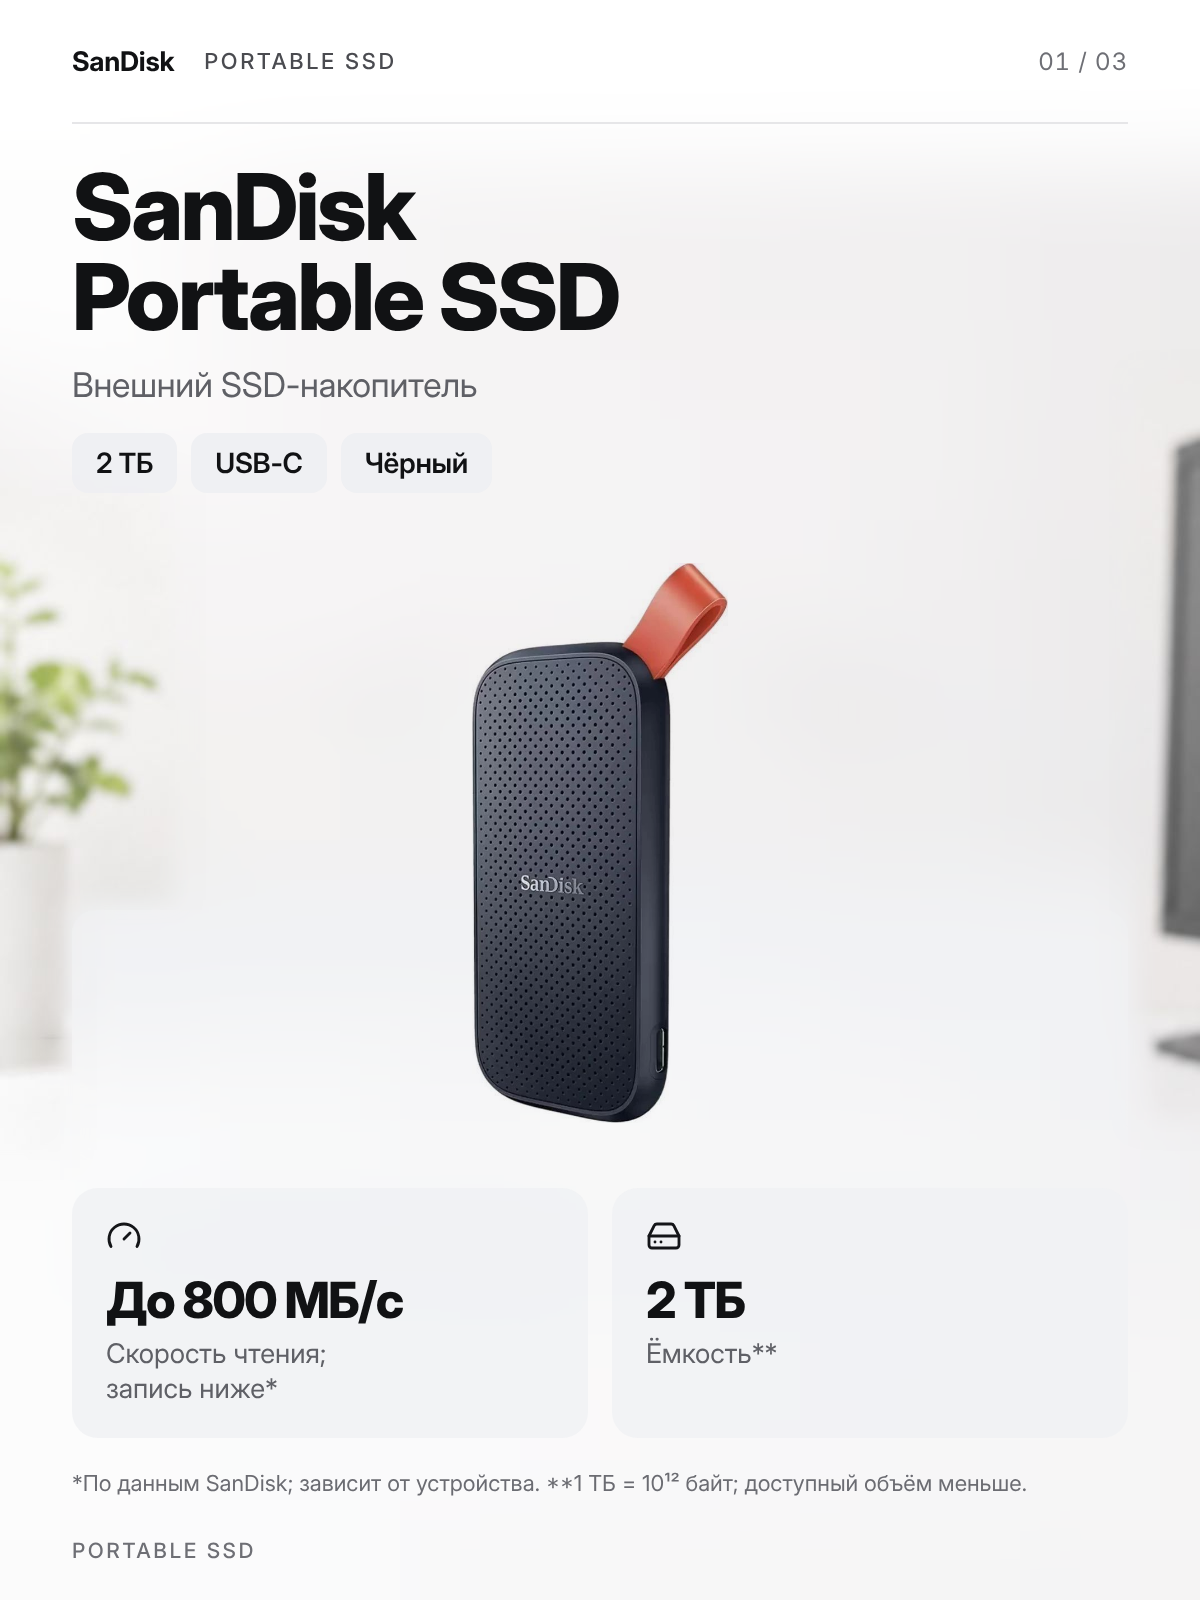 SanDisk PORTABLE SSD 01 / 03
SanDisk
Portable SSD
Внешний SSD-накопитель
2 ТБ USB-C Чёрный
SanDisk
До 800 МБ/с
Скорость чтения;
запись ниже*
2 ТБ
Ёмкость**
*По данным SanDisk; зависит от устройства. **1 ТБ = 10¹² байт; доступный объём меньше.
PORTABLE SSD